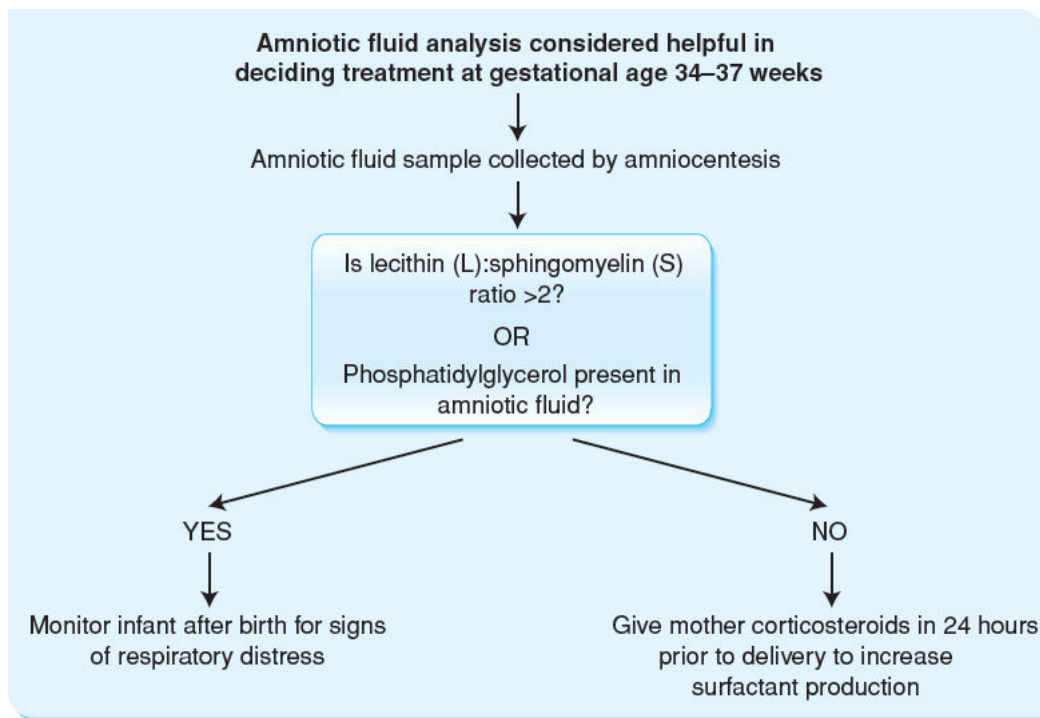 Amniotic fluid analysis considered helpful in
deciding treatment at gestational age 34–37 weeks
Amniotic fluid sample collected by amniocentesis
Is lecithin (L):sphingomyelin (S)
ratio >2?
OR
Phosphatidylglycerol present in
amniotic fluid?
YES
NO
Monitor infant after birth for signs
of respiratory distress
Give mother corticosteroids in 24 hours
prior to delivery to increase
surfactant production